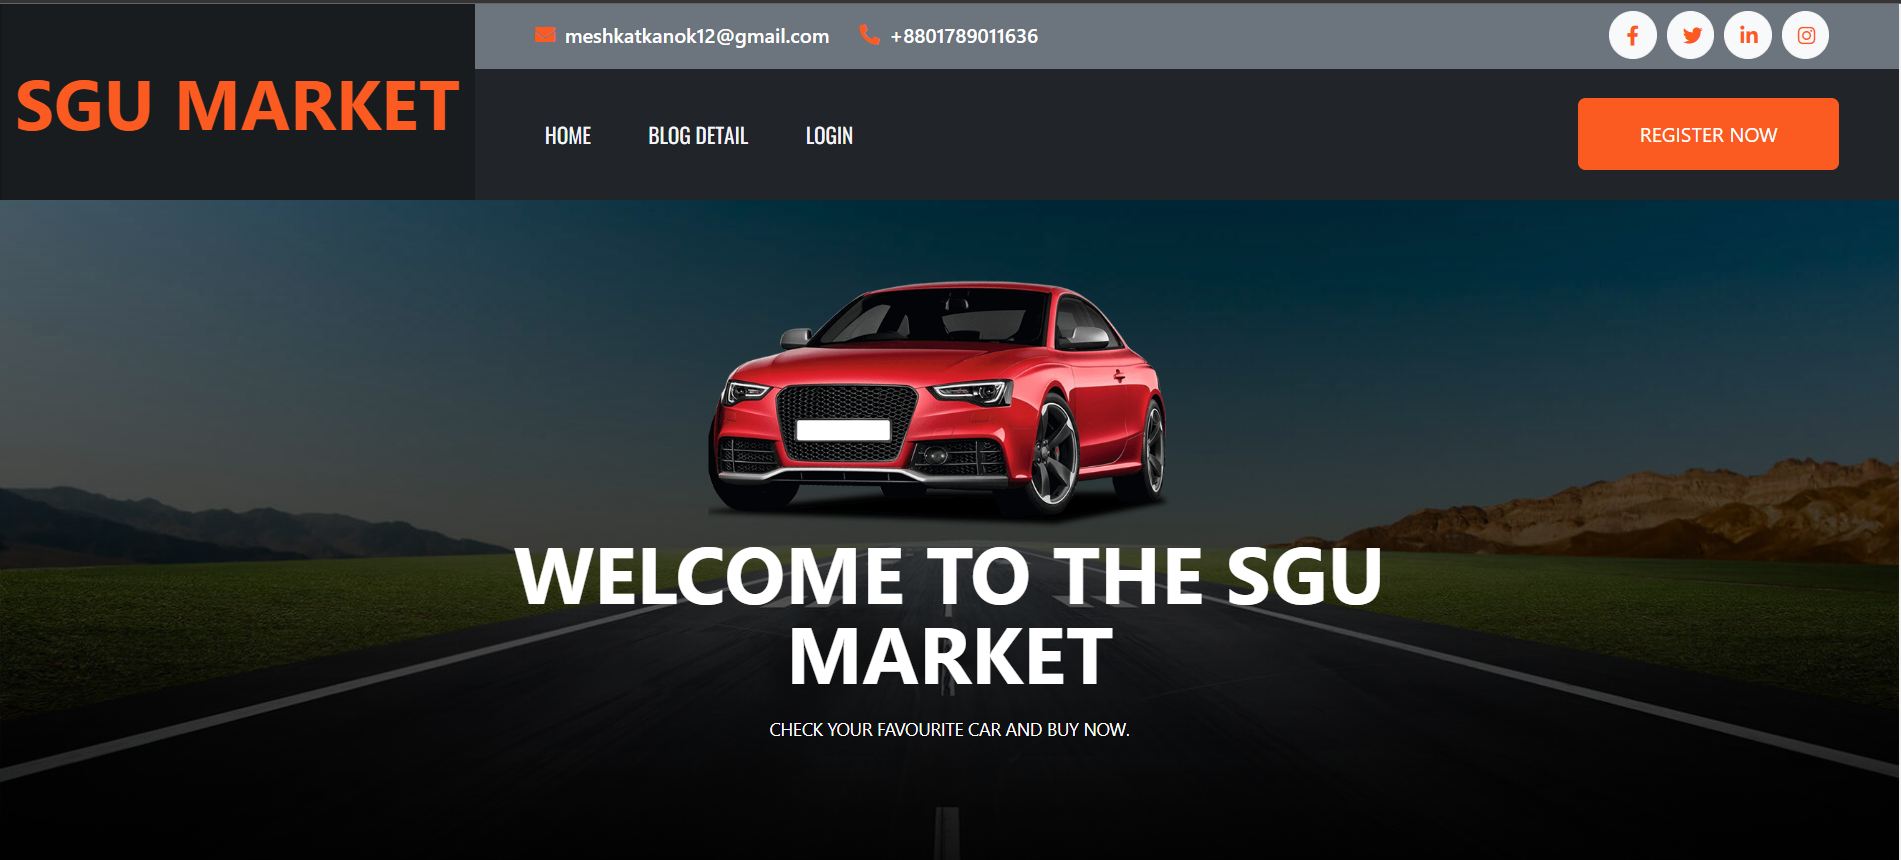 SGU MARKET
meshkatkanok12@gmail.com
+8801789011636
HOME
BLOG DETAIL
LOGIN
REGISTER NOW
WELCOME TO THE SGU
MARKET
CHECK YOUR FAVOURITE CAR AND BUY NOW.